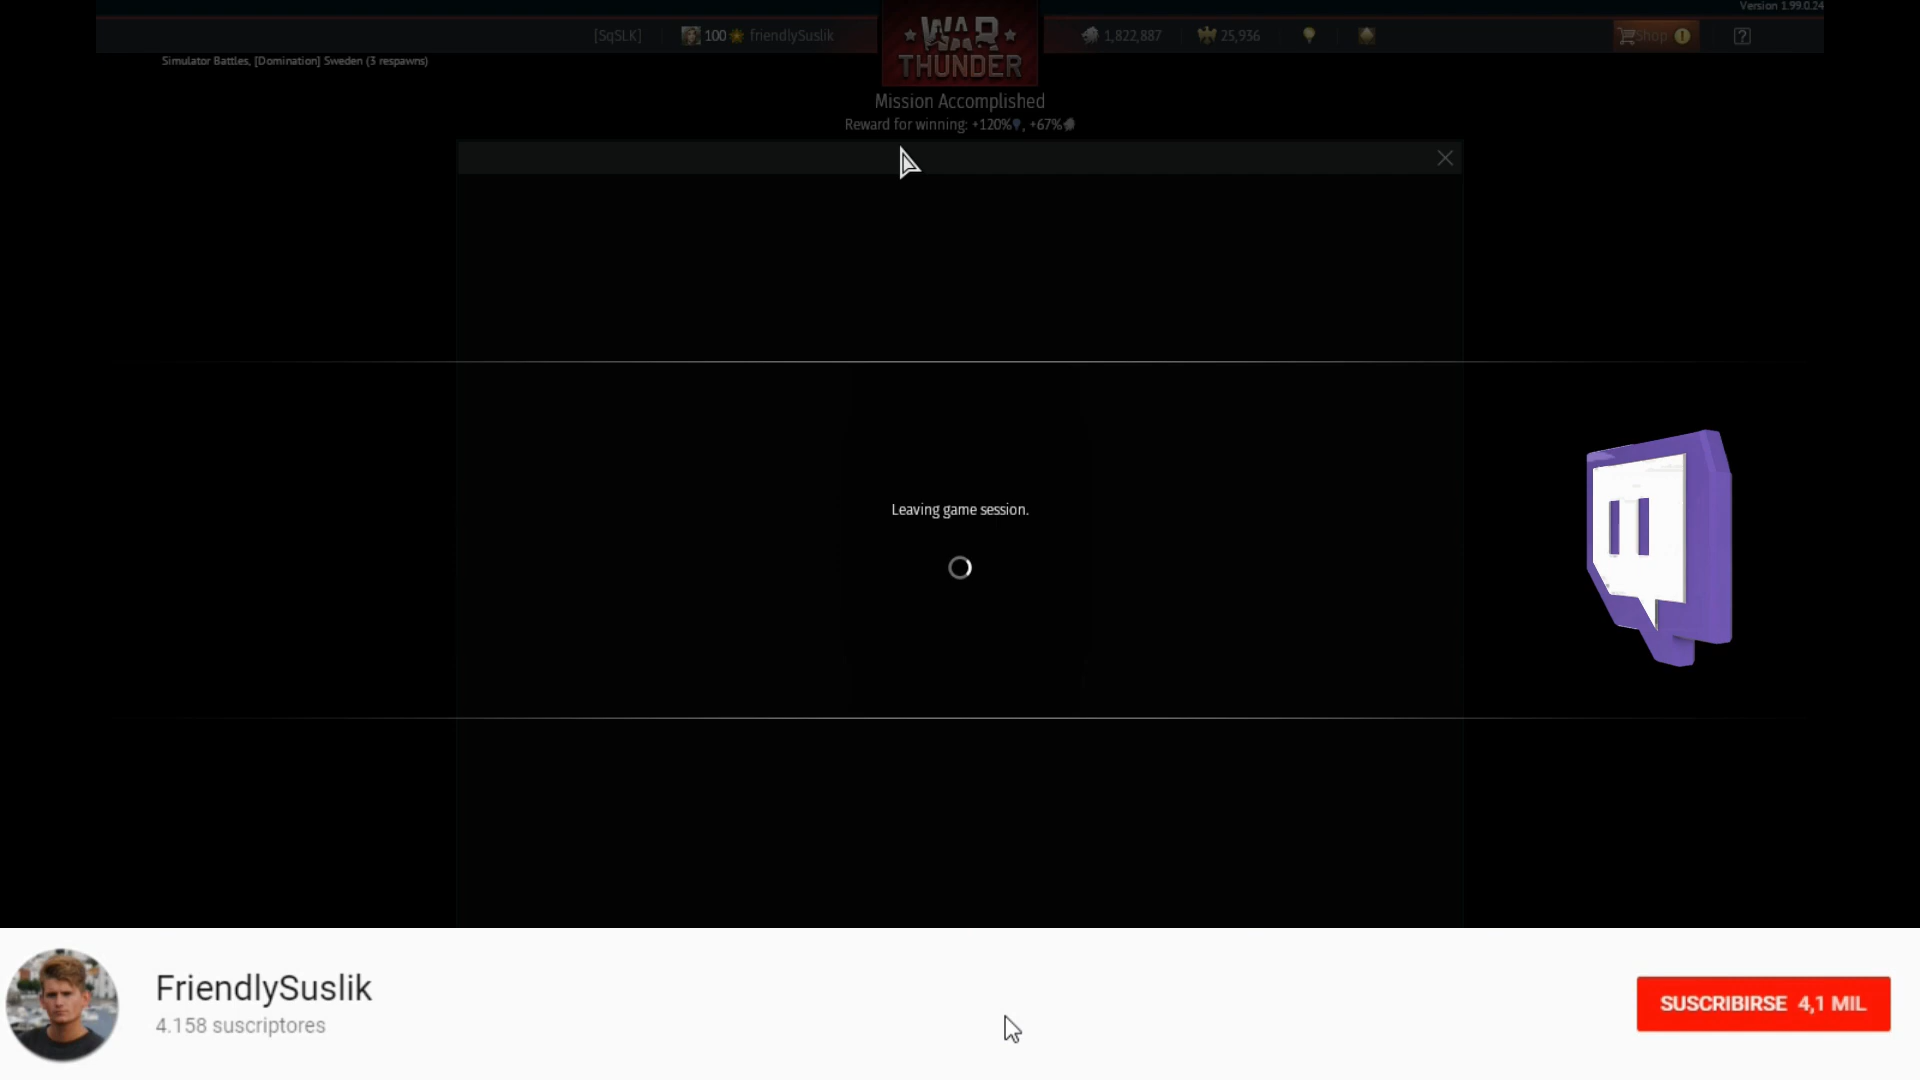 Version 1.99.0.24
[SqSLK] 100 friendlySuslik
WAR THUNDER
1,822,887 25,936
Shop
Simulator Battles, [Domination] Sweden (3 respawns)
Mission Accomplished
Reward for winning: +120%, +67%
Leaving game session.
FriendlySuslik
4.158 suscriptores
SUSCRIBIRSE 4,1 MIL